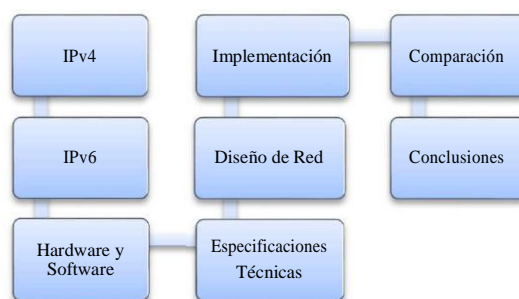 IPv4
IPv6
Hardware y
Software
Especificaciones
Técnicas
Diseño de Red
Implementación
Comparación
Conclusiones